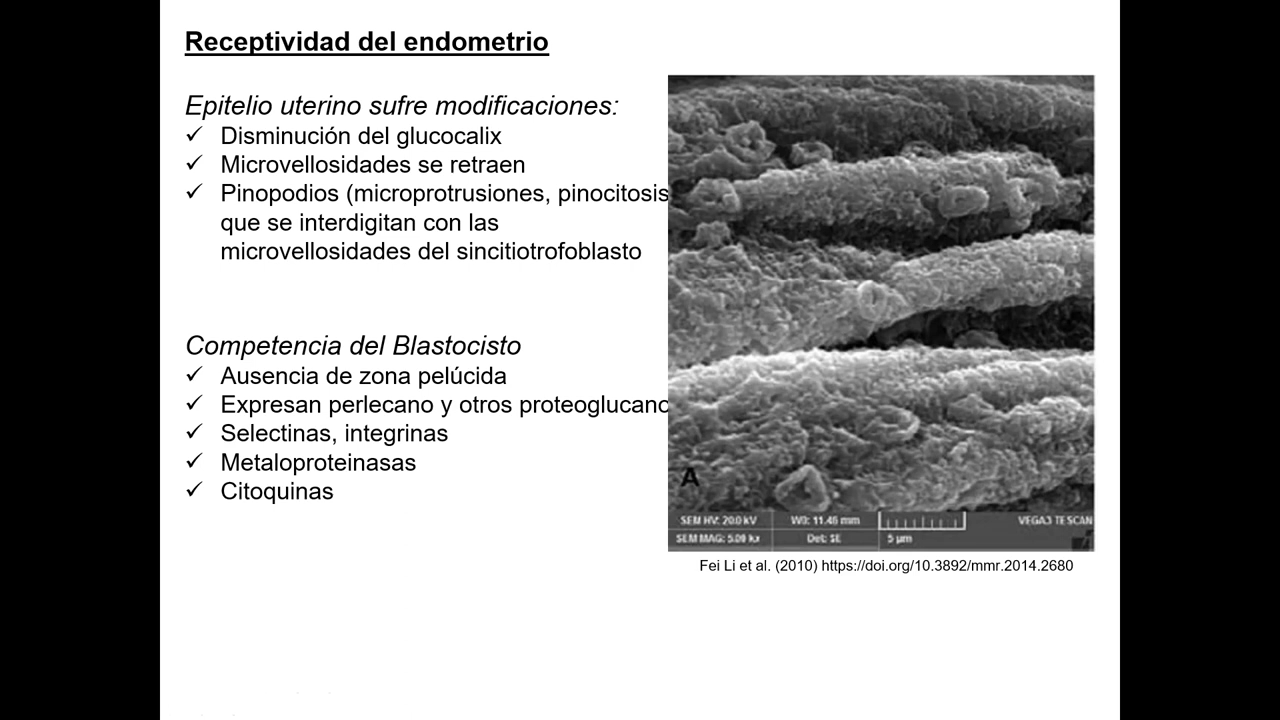 Receptividad del endometrio
Epitelio uterino sufre modificaciones:
✓ Disminución del glucocalix
✓ Microvellosidades se retraen
✓ Pinopodios (microprotrusiones, pinocitosis
que se interdigitan con las
microvellosidades del sincitiotrofoblasto
Competencia del Blastocisto
✓ Ausencia de zona pelúcida
✓ Expresan perlecano y otros proteoglucano
✓ Selectinas, integrinas
✓ Metaloproteinasas
✓ Citoquinas
A
SEM HV: 20.0 kV WD: 11.46 mm VEGA3 TESCAN
SEM MAG: 5.00 kx Det: SE 5 µm
Fei Li et al. (2010) https://doi.org/10.3892/mmr.2014.2680